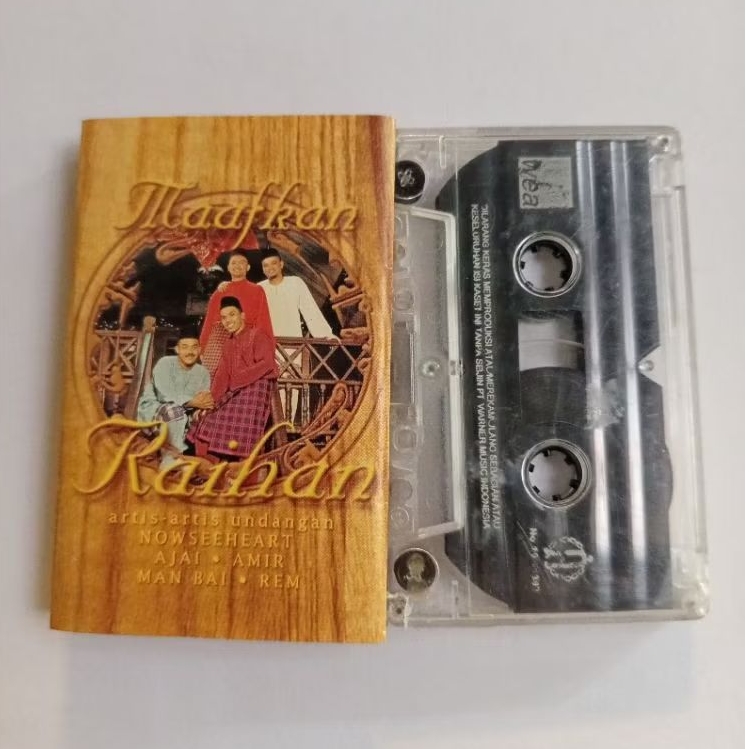 Maafkan
Raihan
artis-artis undangan
NOWSEEHEART
AJAI • AMIR
MAN BAI • REM
wea
DILARANG KERAS MEMPRODUKSI ATAU MEREKAM ULANG SEBAGIAN ATAU
KESELURUHAN ISI KASET INI TANPA SEIJIN PT WARNER MUSIC INDONESIA
No